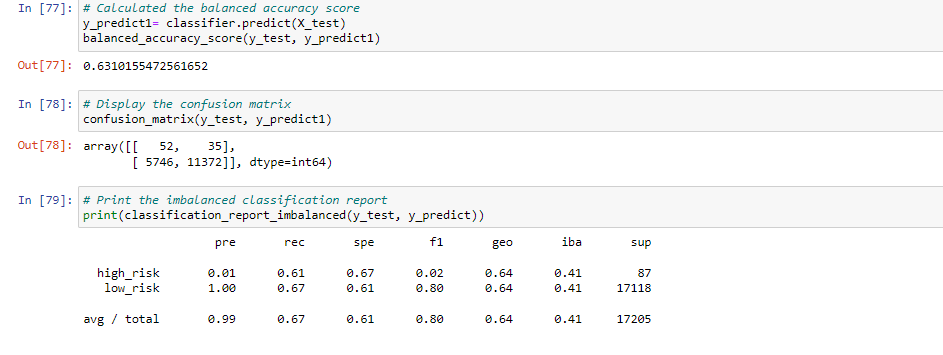 In [77]: # Calculated the balanced accuracy score
y_predict1= classifier.predict(X_test)
balanced_accuracy_score(y_test, y_predict1)
Out[77]: 0.6310155472561652
In [78]: # Display the confusion matrix
confusion_matrix(y_test, y_predict1)
Out[78]: array([[   52,    35],
       [ 5746, 11372]], dtype=int64)
In [79]: # Print the imbalanced classification report
print(classification_report_imbalanced(y_test, y_predict))
pre rec spe f1 geo iba sup
high_risk 0.01 0.61 0.67 0.02 0.64 0.41 87
low_risk 1.00 0.67 0.61 0.80 0.64 0.41 17118
avg / total 0.99 0.67 0.61 0.80 0.64 0.41 17205